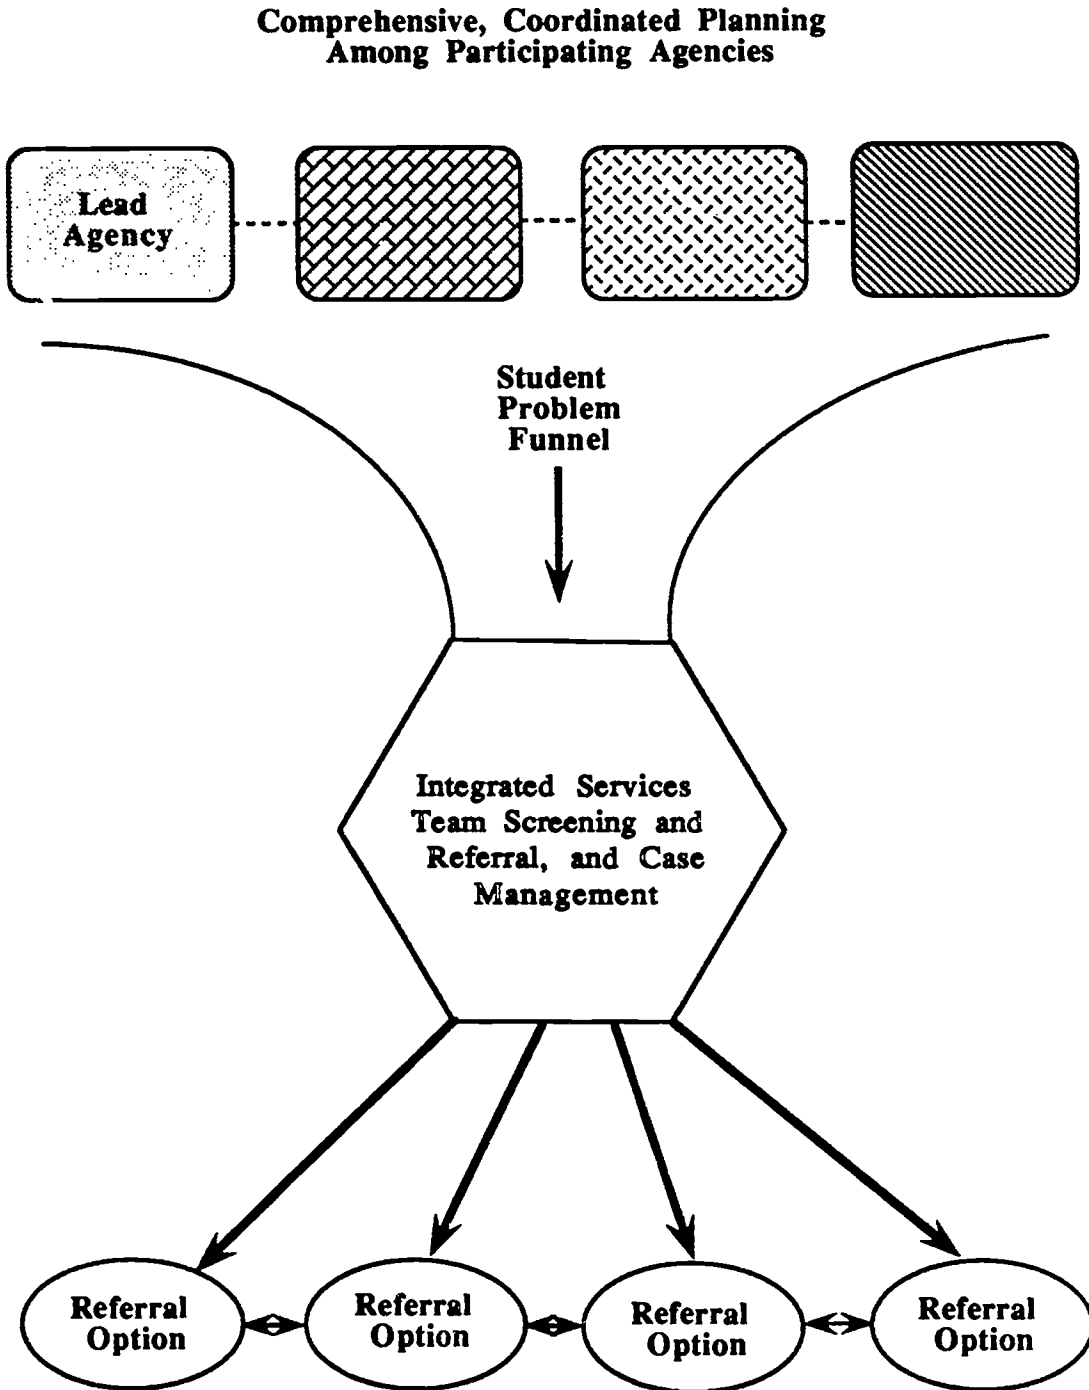 Comprehensive, Coordinated Planning
Among Participating Agencies
Lead
Agency
Student
Problem
Funnel
Integrated Services
Team Screening and
Referral, and Case
Management
Referral
Option
Referral
Option
Referral
Option
Referral
Option